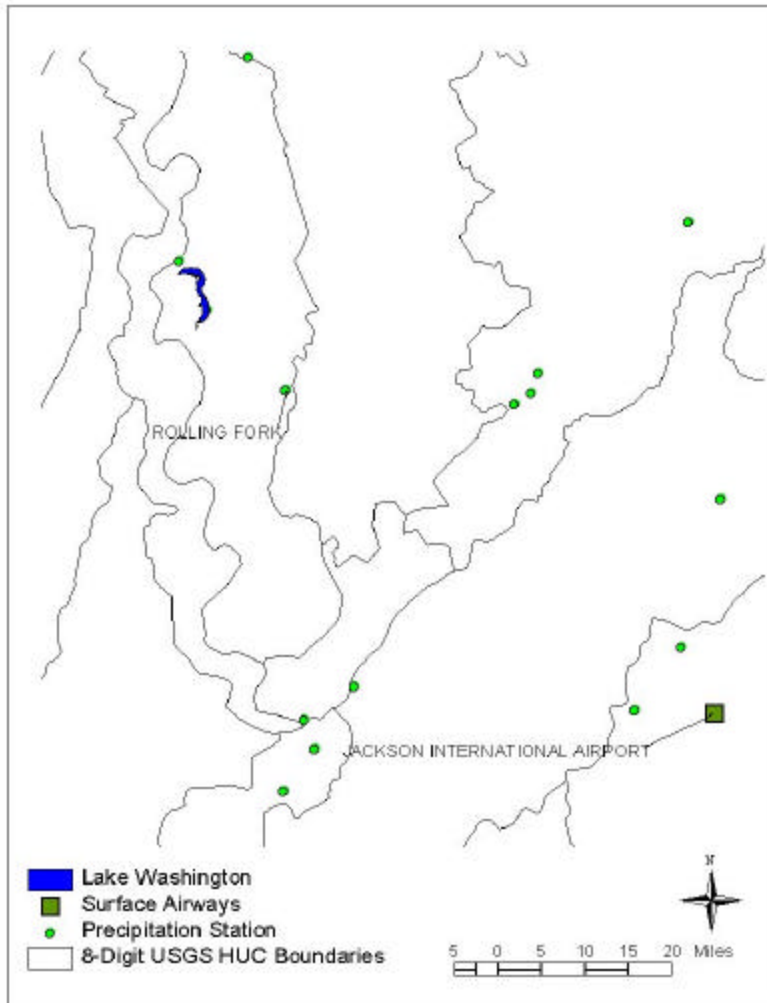 ROLLING FORK
JACKSON INTERNATIONAL AIRPORT
Lake Washington
Surface Airways
Precipitation Station
8-Digit USGS HUC Boundaries
N
5 0 5 10 15 20 Miles